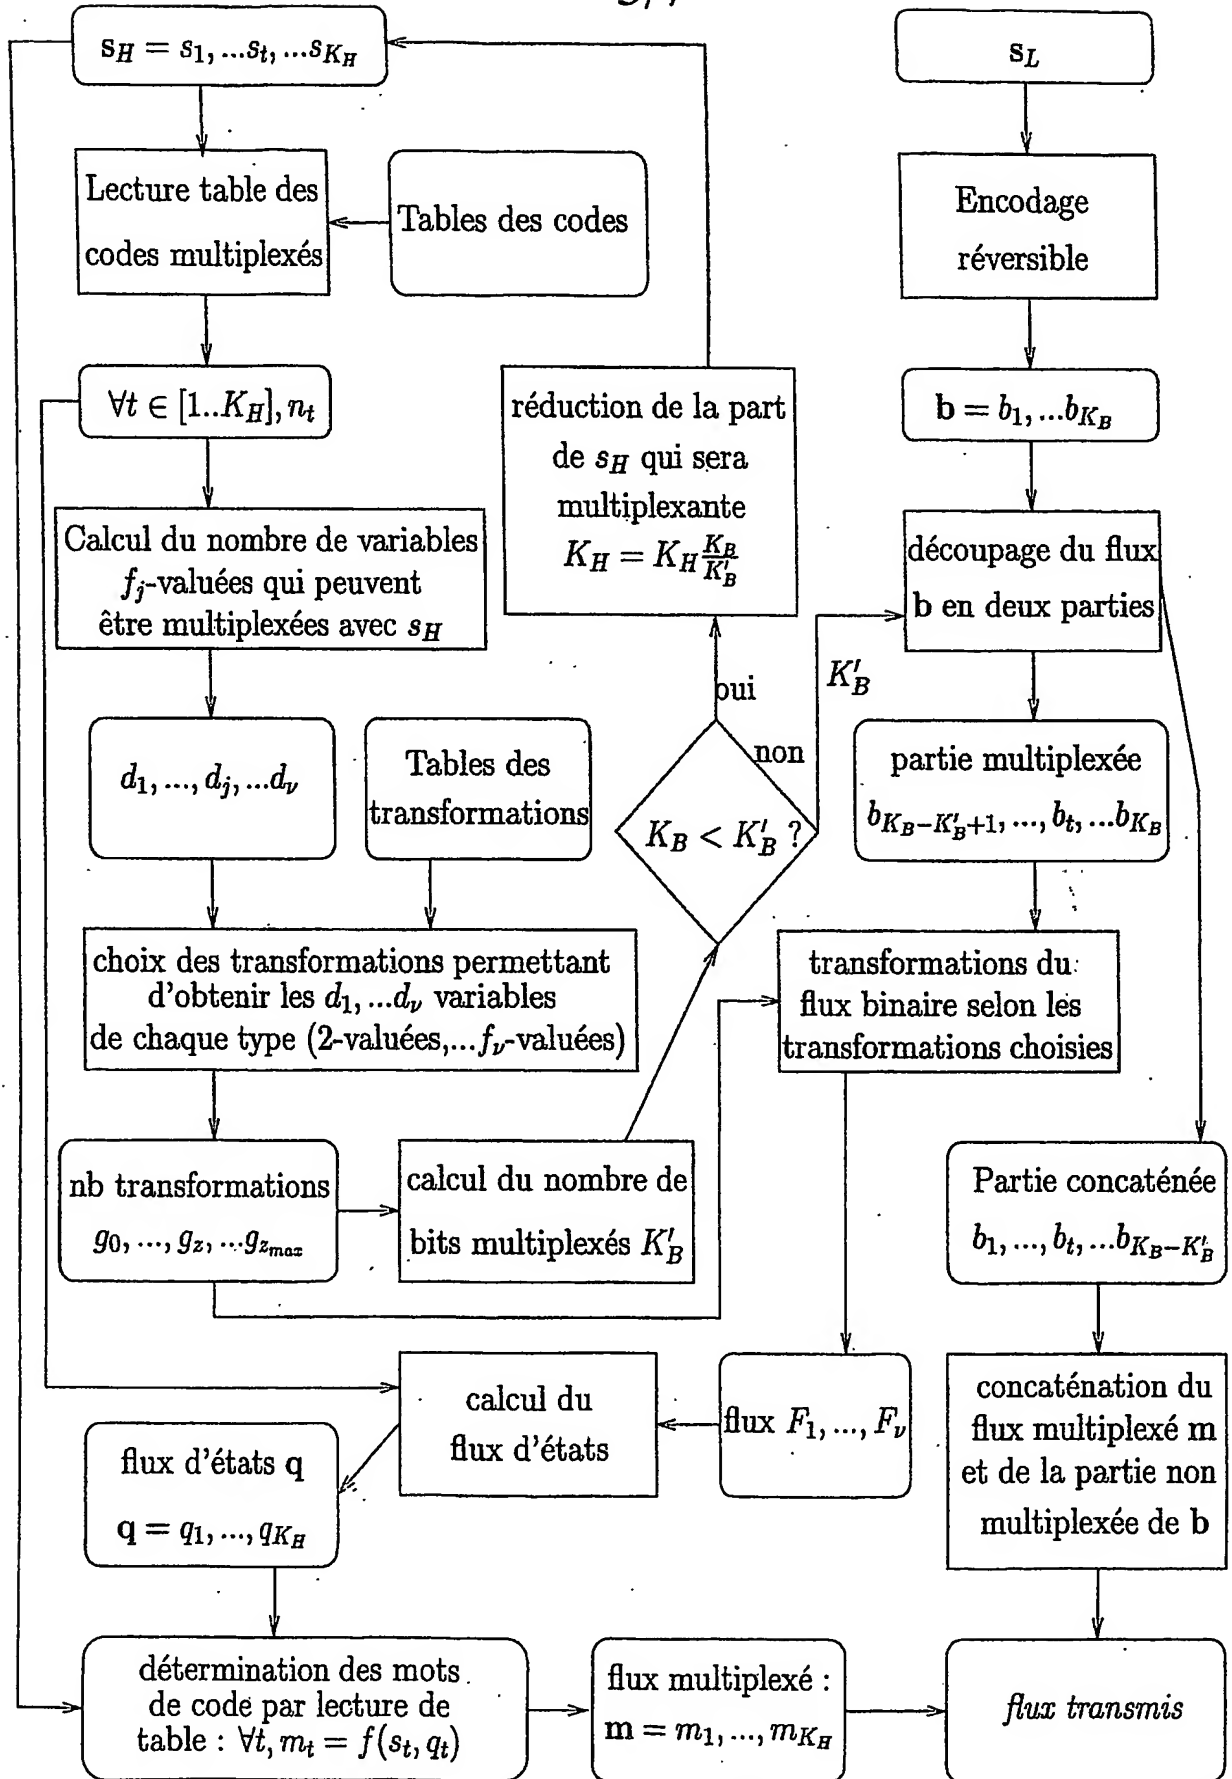 s_H = s_1, ...s_t, ...s_{K_H}
s_L
Lecture table des
codes multiplexés
Tables des codes
Encodage
réversible
∀t ∈ [1..K_H], n_t
réduction de la part
de s_H qui sera
multiplexante
K_H = K_H K_B/K'_B
b = b_1, ...b_{K_B}
Calcul du nombre de variables
f_j-valuées qui peuvent
être multiplexées avec s_H
découpage du flux
b en deux parties
oui
K'_B
non
d_1, ..., d_j, ...d_ν
Tables des
transformations
K_B < K'_B ?
partie multiplexée
b_{K_B-K'_B+1}, ..., b_t, ...b_{K_B}
choix des transformations permettant
d'obtenir les d_1, ...d_ν variables
de chaque type (2-valuées,...f_ν-valuées)
transformations du
flux binaire selon les
transformations choisies
nb transformations
g_0, ..., g_z, ...g_{z_{max}}
calcul du nombre de
bits multiplexés K'_B
Partie concaténée
b_1, ..., b_t, ...b_{K_B-K'_B}
calcul du
flux d'états
flux F_1, ..., F_ν
concaténation du
flux multiplexé m
et de la partie non
multiplexée de b
flux d'états q
q = q_1, ..., q_{K_H}
détermination des mots
de code par lecture de
table : ∀t, m_t = f(s_t, q_t)
flux multiplexé :
m = m_1, ..., m_{K_H}
flux transmis